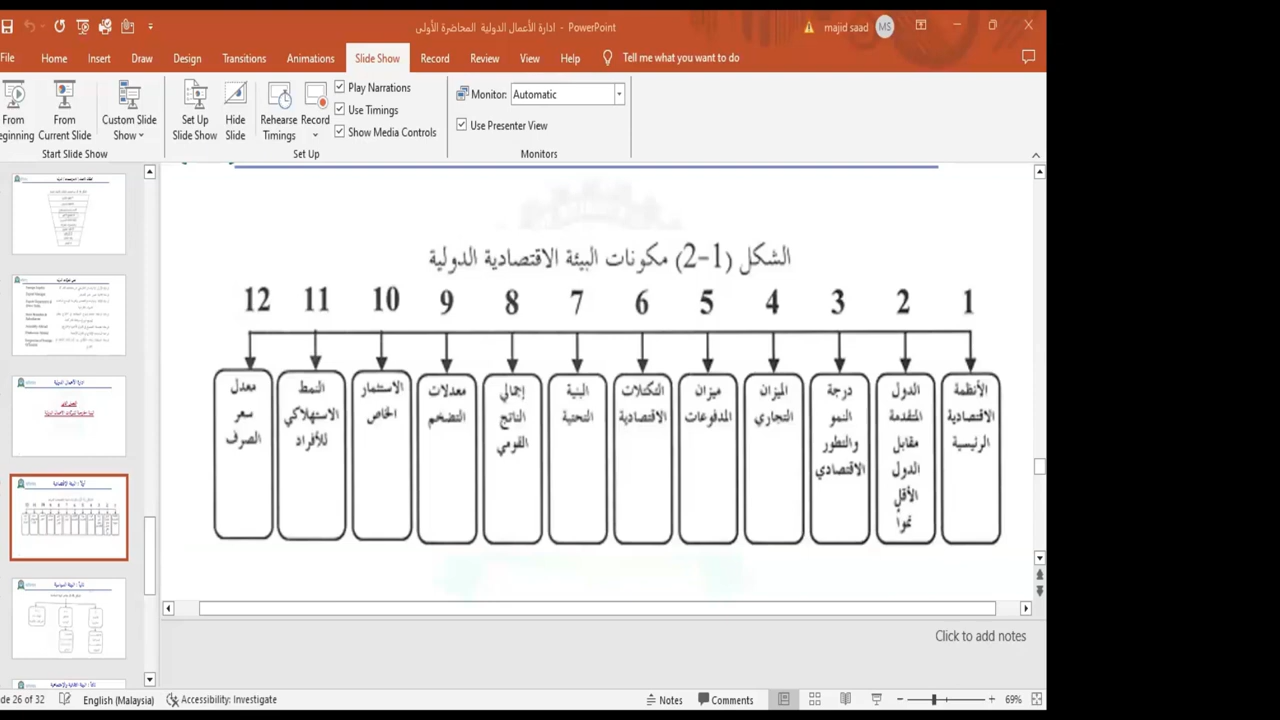 ادارة الأعمال الدولية المحاضرة الأولى - PowerPoint
majid saad
MS
File
Home
Insert
Draw
Design
Transitions
Animations
Slide Show
Record
Review
View
Help
Tell me what you want to do
From
eginning
From
Current Slide
Custom Slide
Show
Start Slide Show
Set Up
Slide Show
Hide
Slide
Rehearse
Timings
Record
Play Narrations
Use Timings
Show Media Controls
Set Up
Monitor:
Automatic
Use Presenter View
Monitors
الشكل (1-2) مكونات البيئة الاقتصادية الدولية
1
2
3
4
5
6
7
8
9
10
11
12
الأنظمة
الاقتصادية
الرئيسية
الدول
المتقدمة
مقابل
الدول
الأقل
نمواً
درجة
النمو
والتطور
الاقتصادي
الميزان
التجاري
ميزان
المدفوعات
التكتلات
الاقتصادية
البنية
التحتية
إجمالي
الناتج
القومي
معدلات
التضخم
الاستثمار
الخاص
النمط
الاستهلاكي
للأفراد
معدل
سعر
الصرف
Click to add notes
de 26 of 32
English (Malaysia)
Accessibility: Investigate
Notes
Comments
69%